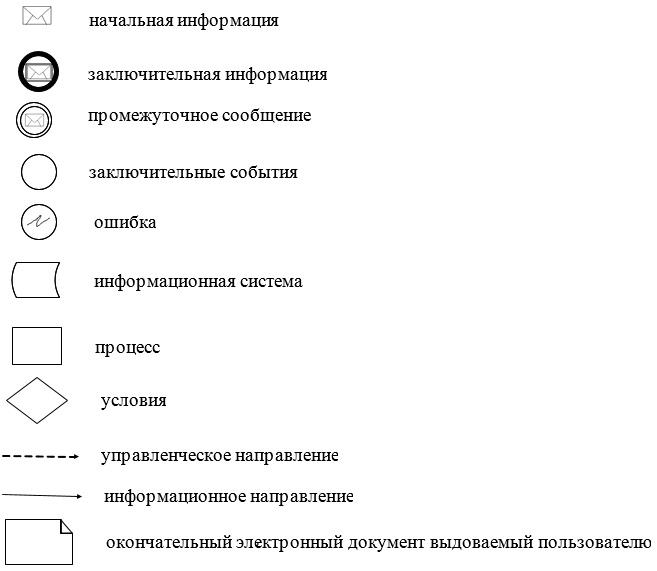 начальная информация
заключительная информация
промежуточное сообщение
заключительные события
ошибка
информационная система
процесс
условия
управленческое направление
информационное направление
окончательный электронный документ выдоваемый пользователю